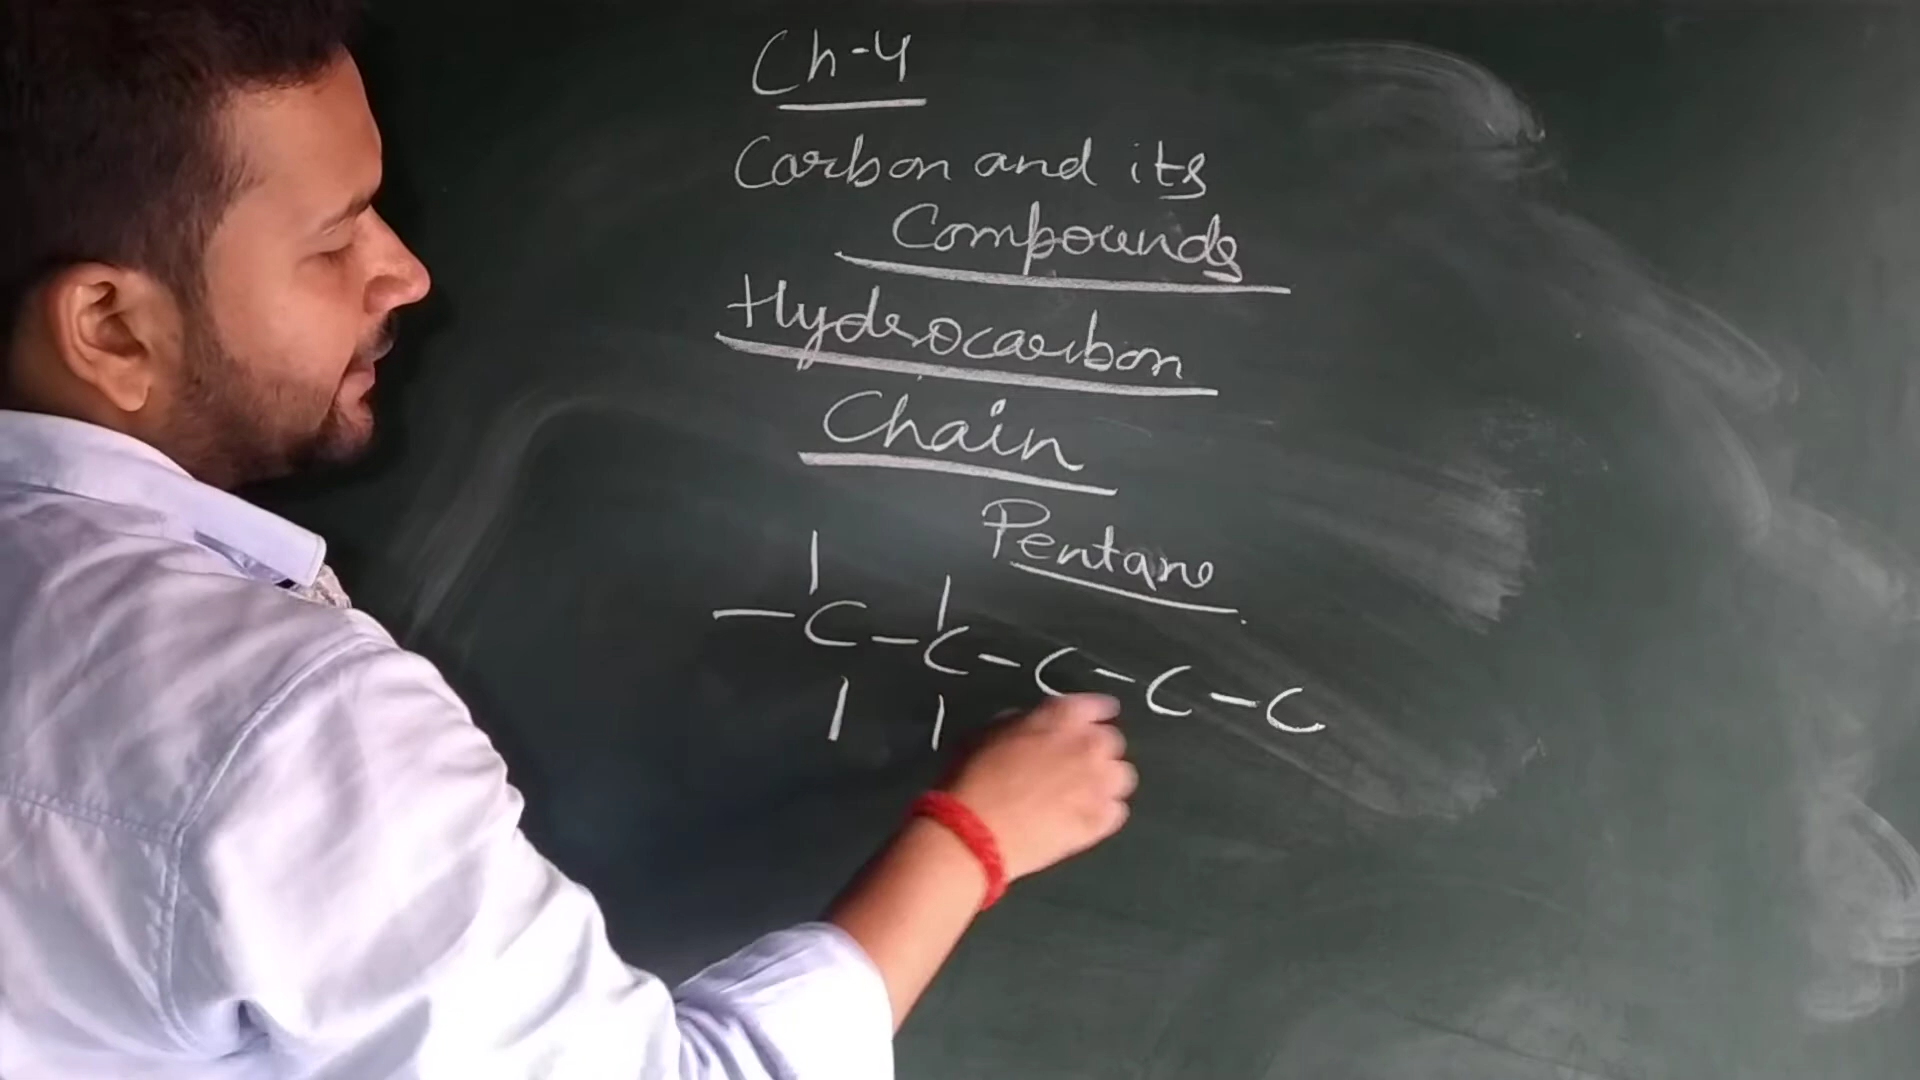 Ch-4
Carbon and its
Compounds
Hydrocarbon
Chain
Pentane
-C-C-C-C-C